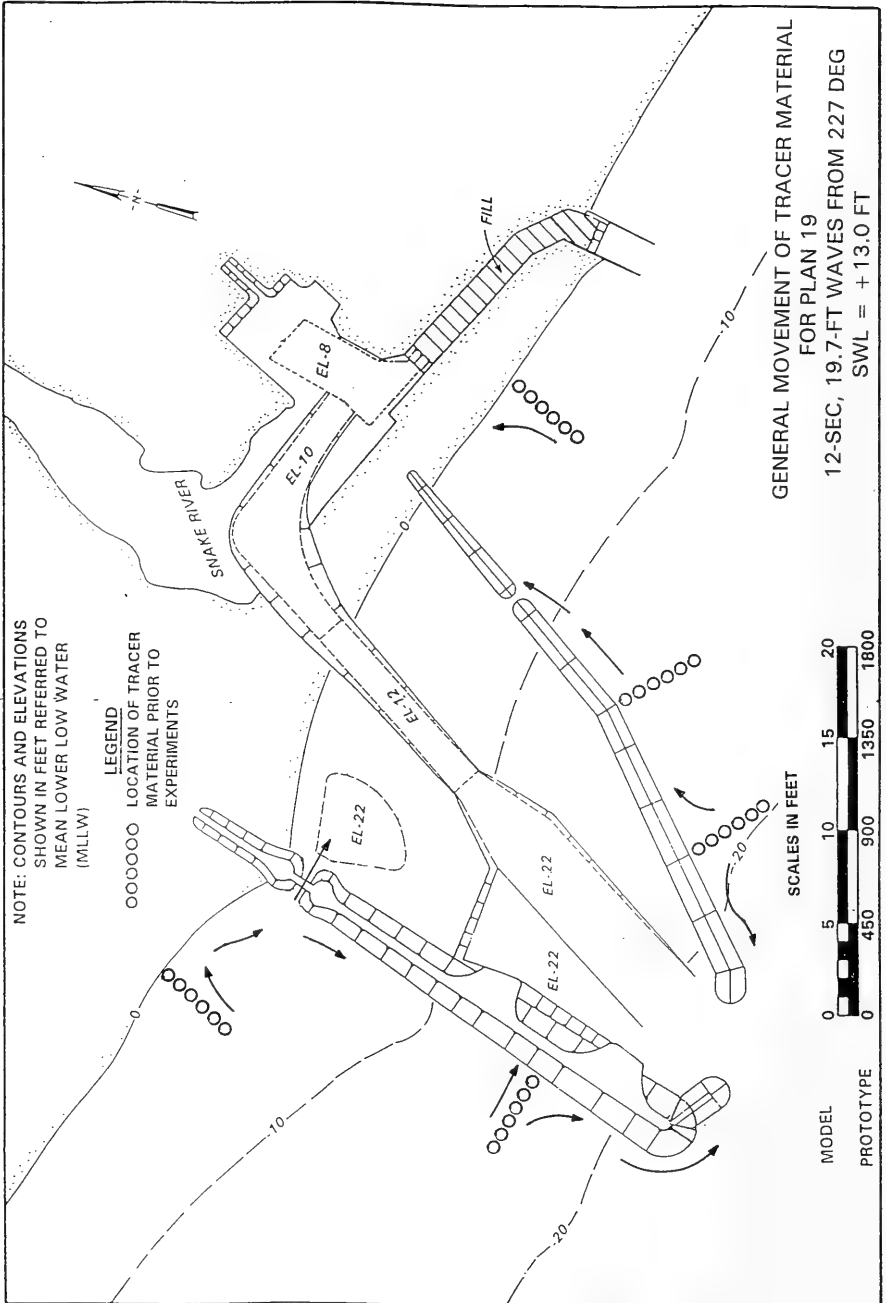 NOTE: CONTOURS AND ELEVATIONS
SHOWN IN FEET REFERRED TO
MEAN LOWER LOW WATER
(MLLW)
LEGEND
OOOOOO LOCATION OF TRACER
MATERIAL PRIOR TO
EXPERIMENTS
SNAKE RIVER
-N-
EL-8
EL-10
FILL
EL-12
EL-22
EL-22
EL-22
0
0
-10
-10
-20
-20
GENERAL MOVEMENT OF TRACER MATERIAL
FOR PLAN 19
12-SEC, 19.7-FT WAVES FROM 227 DEG
SWL = +13.0 FT
SCALES IN FEET
MODEL 0 5 10 15 20
PROTOTYPE 0 450 900 1350 1800